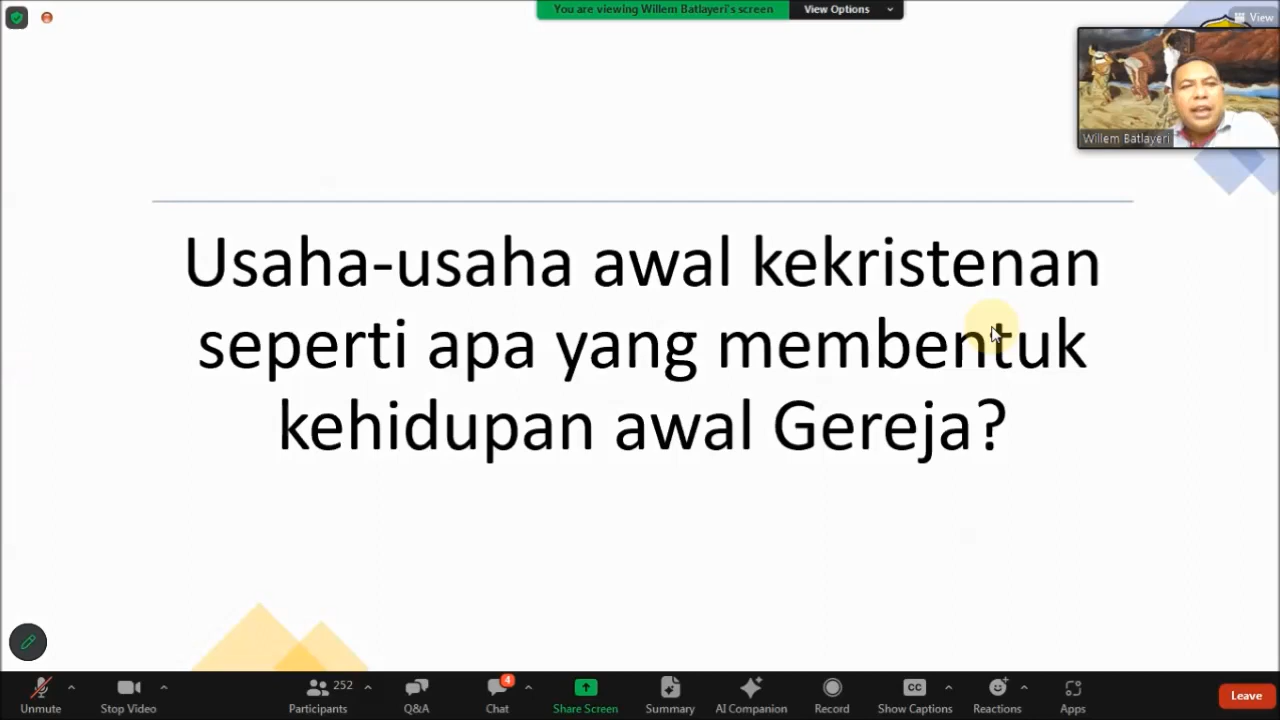 You are viewing Willem Batlayeri's screen
View Options
View
Willem Batlayeri
Usaha-usaha awal kekristenan
seperti apa yang membentuk
kehidupan awal Gereja?
Unmute
Stop Video
252
Participants
Q&A
4
Chat
Share Screen
Summary
AI Companion
Record
CC
Show Captions
Reactions
Apps
Leave